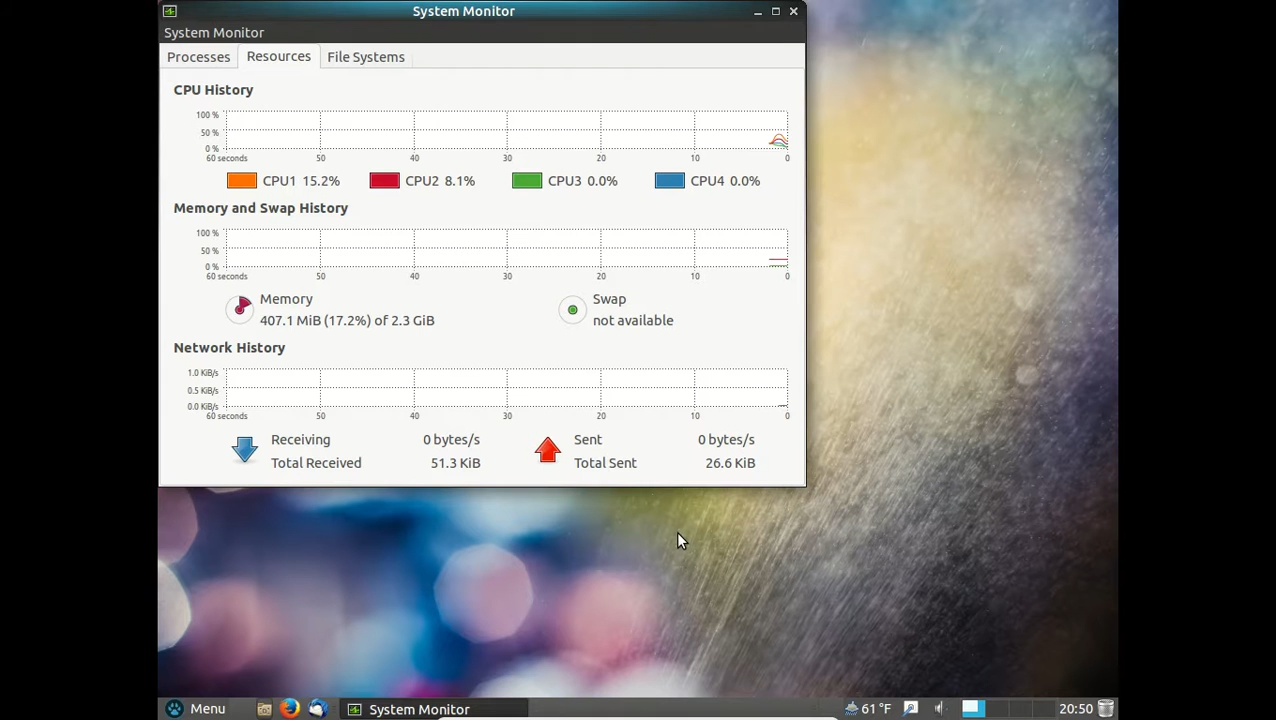 System Monitor
System Monitor
Processes Resources File Systems
CPU History
100 %
50 %
0 %
60 seconds 50 40 30 20 10 0
CPU1 15.2% CPU2 8.1% CPU3 0.0% CPU4 0.0%
Memory and Swap History
100 %
50 %
0 %
60 seconds 50 40 30 20 10 0
Memory Swap
407.1 MiB (17.2%) of 2.3 GiB not available
Network History
1.0 KiB/s
0.5 KiB/s
0.0 KiB/s
60 seconds 50 40 30 20 10 0
Receiving 0 bytes/s Sent 0 bytes/s
Total Received 51.3 KiB Total Sent 26.6 KiB
Menu System Monitor 61 °F 20:50